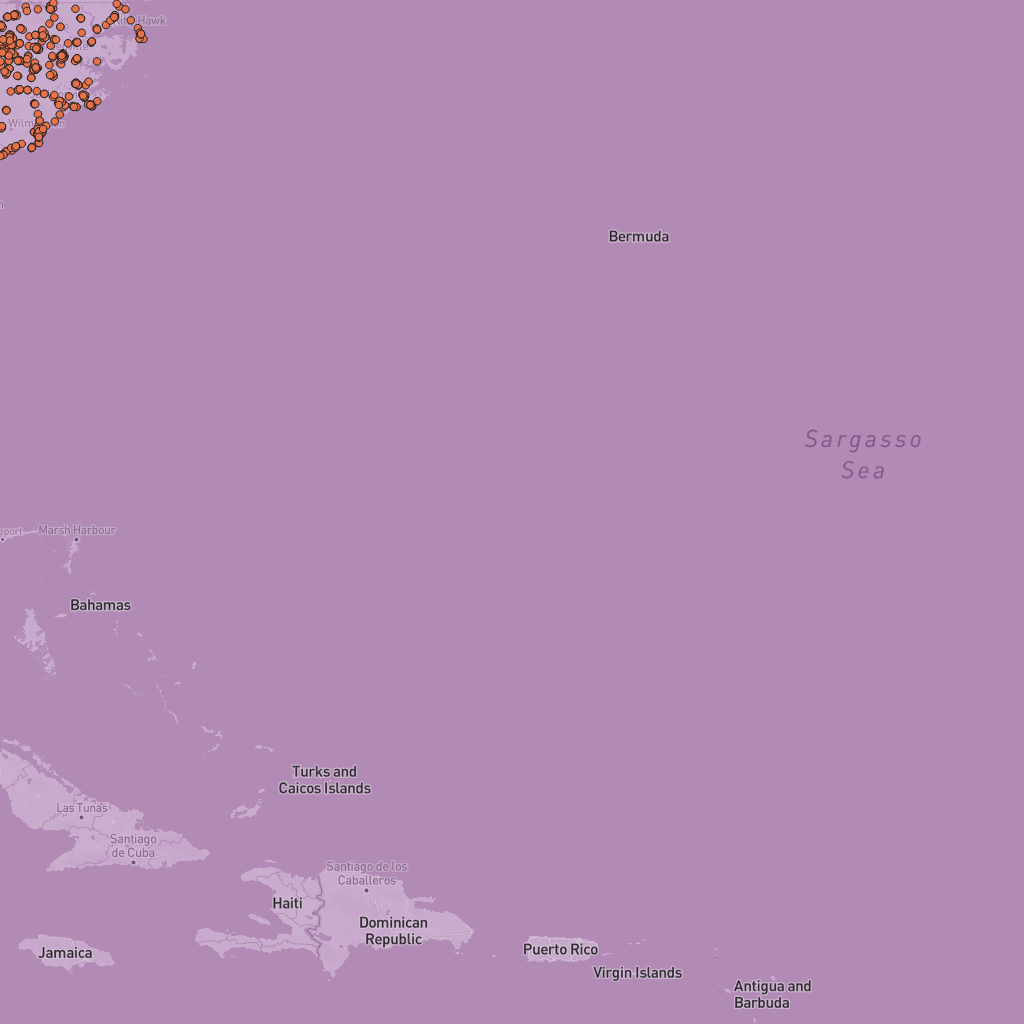 Bermuda
Sargasso
Sea
Marsh Harbour
Bahamas
Turks and
Caicos Islands
Las Tunas
Santiago
de Cuba
Santiago de los
Caballeros
Haiti
Dominican
Republic
Jamaica
Puerto Rico
Virgin Islands
Antigua and
Barbuda